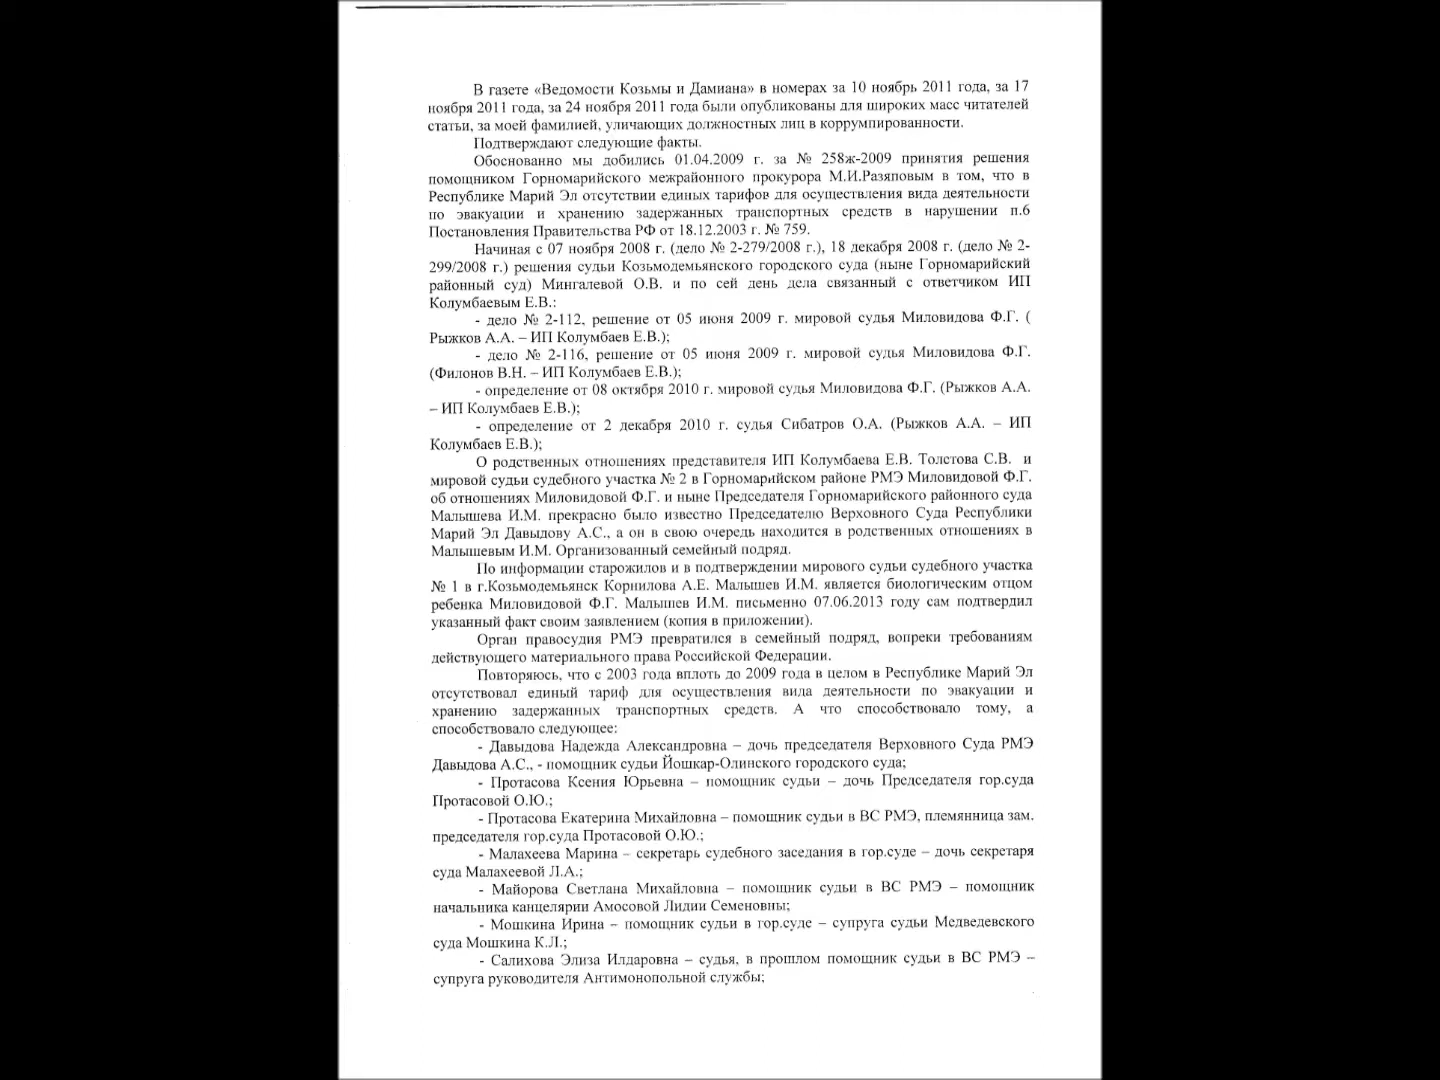 В газете «Ведомости Козьмы и Дамиана» в номерах за 10 ноябрь 2011 года, за 17
ноября 2011 года, за 24 ноября 2011 года были опубликованы для широких масс читателей
статьи, за моей фамилией, уличающих должностных лиц в коррумпированности.
Подтверждают следующие факты.
Обоснованно мы добились 01.04.2009 г. за № 258ж-2009 принятия решения
помощником Горномарийского межрайонного прокурора М.И.Разяповым в том, что в
Республике Марий Эл отсутствии единых тарифов для осуществления вида деятельности
по эвакуации и хранению задержанных транспортных средств в нарушении п.6
Постановления Правительства РФ от 18.12.2003 г. № 759.
Начиная с 07 ноября 2008 г. (дело № 2-279/2008 г.), 18 декабря 2008 г. (дело № 2-
299/2008 г.) решения судьи Козьмодемьянского городского суда (ныне Горномарийский
районный суд) Мингалевой О.В. и по сей день дела связанный с ответчиком ИП
Колумбаевым Е.В.:
- дело № 2-112, решение от 05 июня 2009 г. мировой судья Миловидова Ф.Г. (
Рыжков А.А. – ИП Колумбаев Е.В.);
- дело № 2-116, решение от 05 июня 2009 г. мировой судья Миловидова Ф.Г.
(Филонов В.Н. – ИП Колумбаев Е.В.);
- определение от 08 октября 2010 г. мировой судья Миловидова Ф.Г. (Рыжков А.А.
– ИП Колумбаев Е.В.);
- определение от 2 декабря 2010 г. судья Сибатров О.А. (Рыжков А.А. – ИП
Колумбаев Е.В.);
О родственных отношениях представителя ИП Колумбаева Е.В. Толстова С.В. и
мировой судьи судебного участка № 2 в Горномарийском районе РМЭ Миловидовой Ф.Г.
об отношениях Миловидовой Ф.Г. и ныне Председателя Горномарийского районного суда
Малышева И.М. прекрасно было известно Председателю Верховного Суда Республики
Марий Эл Давыдову А.С., а он в свою очередь находится в родственных отношениях в
Малышевым И.М. Организованный семейный подряд.
По информации старожилов и в подтверждении мирового судьи судебного участка
№ 1 в г.Козьмодемьянск Корнилова А.Е. Малышев И.М. является биологическим отцом
ребенка Миловидовой Ф.Г. Малышев И.М. письменно 07.06.2013 году сам подтвердил
указанный факт своим заявлением (копия в приложении).
Орган правосудия РМЭ превратился в семейный подряд, вопреки требованиям
действующего материального права Российской Федерации.
Повторяюсь, что с 2003 года вплоть до 2009 года в целом в Республике Марий Эл
отсутствовал единый тариф для осуществления вида деятельности по эвакуации и
хранению задержанных транспортных средств. А что способствовало тому, а
способствовало следующее:
- Давыдова Надежда Александровна – дочь председателя Верховного Суда РМЭ
Давыдова А.С., - помощник судьи Йошкар-Олинского городского суда;
- Протасова Ксения Юрьевна – помощник судьи – дочь Председателя гор.суда
Протасовой О.Ю.;
- Протасова Екатерина Михайловна – помощник судьи в ВС РМЭ, племянница зам.
председателя гор.суда Протасовой О.Ю.;
- Малахеева Марина – секретарь судебного заседания в гор.суде – дочь секретаря
суда Малахеевой Л.А.;
- Майорова Светлана Михайловна – помощник судьи в ВС РМЭ – помощник
начальника канцелярии Амосовой Лидии Семеновны;
- Мошкина Ирина – помощник судьи в гор.суде – супруга судьи Медведевского
суда Мошкина К.Л.;
- Салихова Элиза Илдаровна – судья, в прошлом помощник судьи в ВС РМЭ –
супруга руководителя Антимонопольной службы;